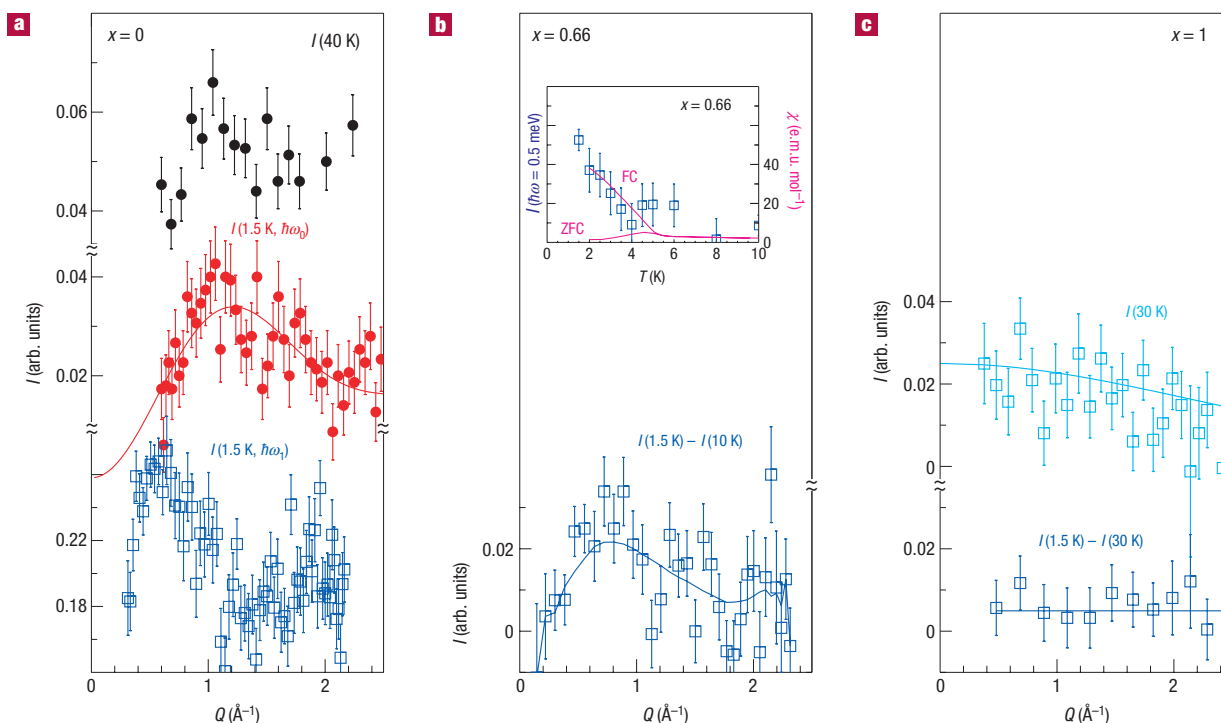 a
x = 0
I (40 K)
0.06
0.04
I (1.5 K, ħω₀)
0.04
0.02
I (1.5 K, ħω₁)
0.22
0.18
I (arb. units)
0
1
2
Q (Å⁻¹)
b
x = 0.66
x = 0.66
I (ħω = 0.5 meV)
χ (e.m.u. mol⁻¹)
40
20
0
FC
ZFC
0
2
4
6
8
10
T (K)
I (1.5 K) – I (10 K)
0.02
0
I (arb. units)
0
1
2
Q (Å⁻¹)
c
x = 1
0.04
I (30 K)
0.02
0
I (arb. units)
I (1.5 K) – I (30 K)
0.02
0
I (arb. units)
0
1
2
Q (Å⁻¹)